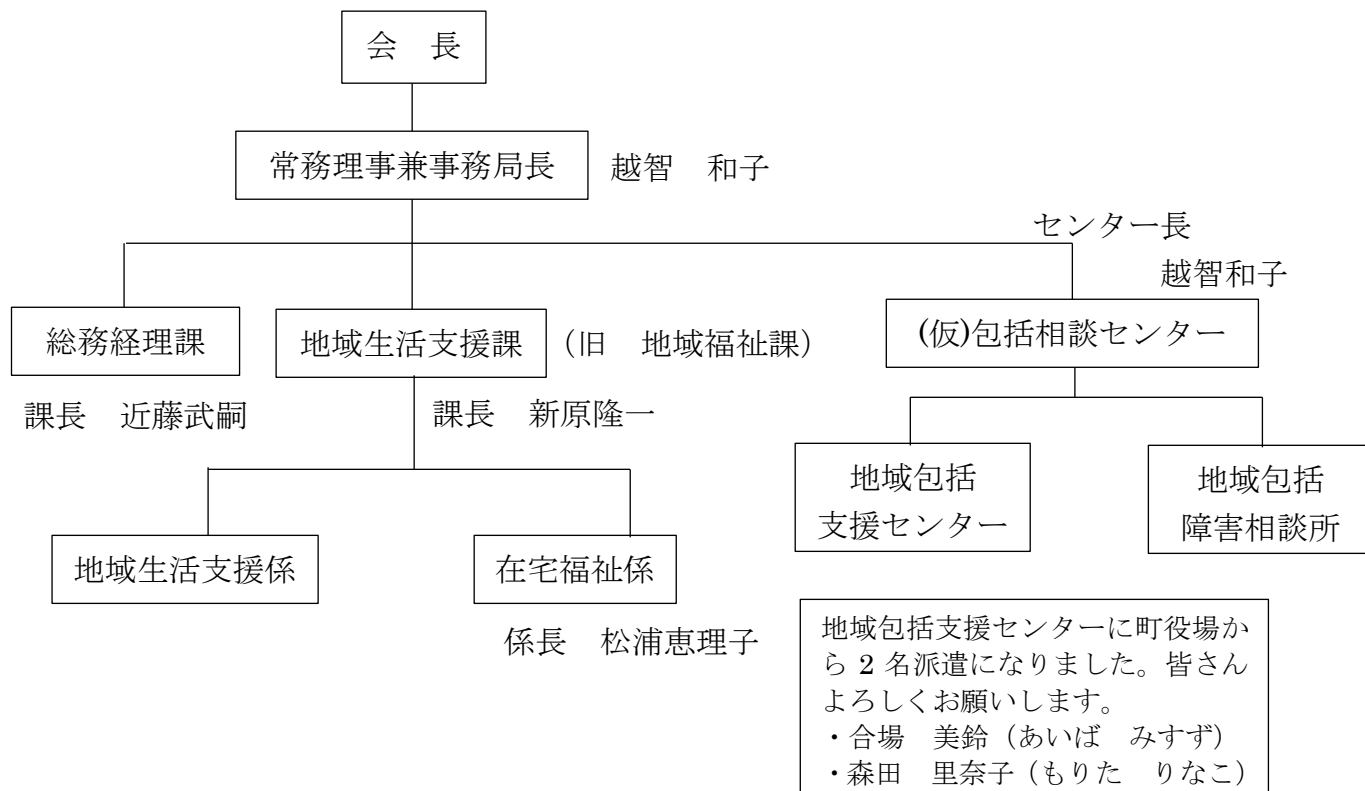 会　長
常務理事兼事務局長　越智　和子
センター長
越智和子
総務経理課
地域生活支援課　（旧　地域福祉課）
(仮)包括相談センター
課長　近藤武嗣
課長　新原隆一
地域包括
支援センター
地域包括
障害相談所
地域生活支援係
在宅福祉係
係長　松浦恵理子
地域包括支援センターに町役場か
ら 2 名派遣になりました。皆さん
よろしくお願いします。
・合場　美鈴（あいば　みすず）
・森田　里奈子（もりた　りなこ）